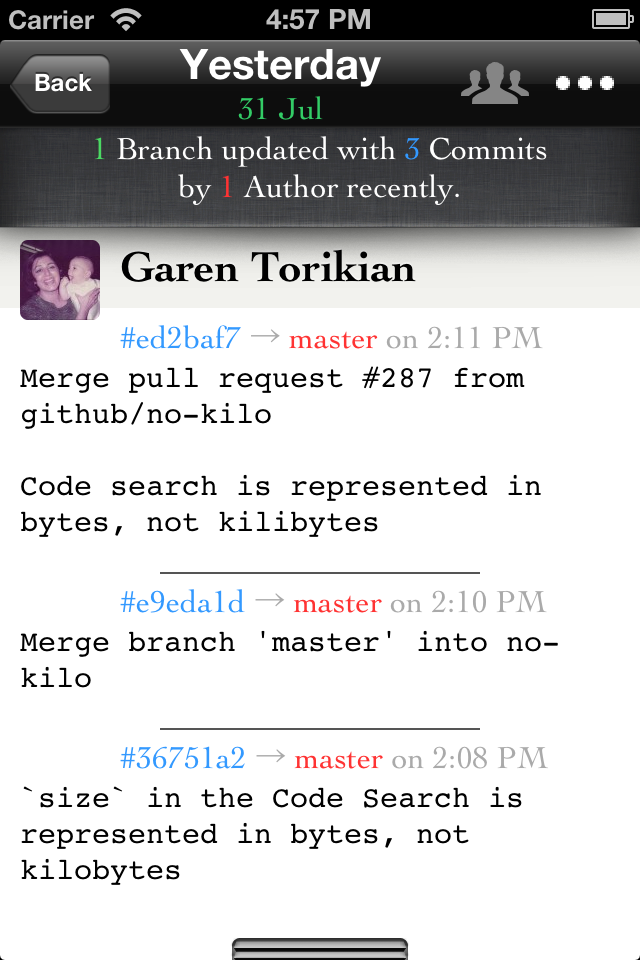 Carrier 4:57 PM
Back Yesterday
31 Jul
1 Branch updated with 3 Commits
by 1 Author recently.
Garen Torikian
#ed2baf7 → master on 2:11 PM
Merge pull request #287 from
github/no-kilo
Code search is represented in
bytes, not kilibytes
#e9eda1d → master on 2:10 PM
Merge branch 'master' into no-
kilo
#36751a2 → master on 2:08 PM
`size` in the Code Search is
represented in bytes, not
kilobytes